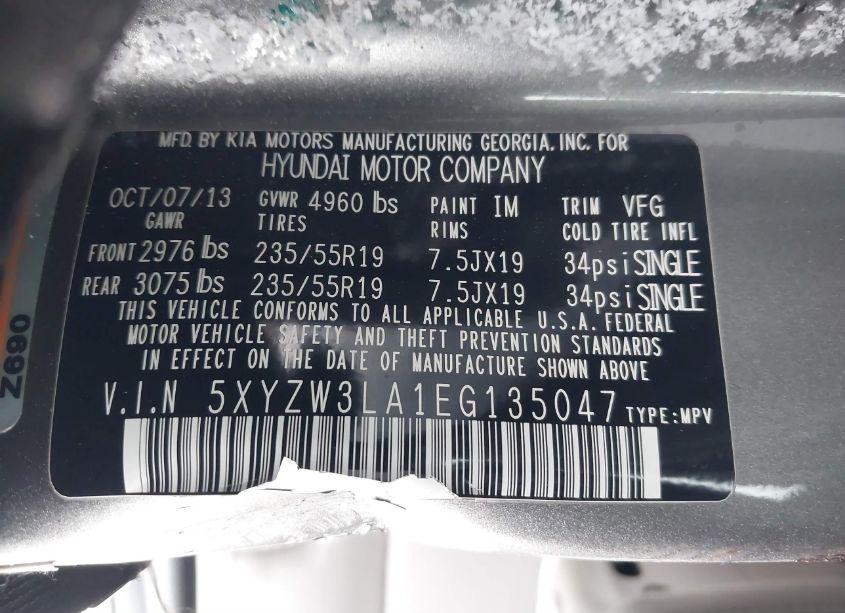 MFD. BY KIA MOTORS MANUFACTURING GEORGIA, INC. FOR
HYUNDAI MOTOR COMPANY
OCT/07/13 GVWR 4960 lbs PAINT IM TRIM VFG
GAWR TIRES RIMS COLD TIRE INFL
FRONT 2976 lbs 235/55R19 7.5JX19 34psi SINGLE
REAR 3075 lbs 235/55R19 7.5JX19 34psi SINGLE
THIS VEHICLE CONFORMS TO ALL APPLICABLE U.S.A. FEDERAL
MOTOR VEHICLE SAFETY AND THEFT PREVENTION STANDARDS
IN EFFECT ON THE DATE OF MANUFACTURE SHOWN ABOVE
V.I.N 5XYZW3LA1EG135047 TYPE:MPV
Z690